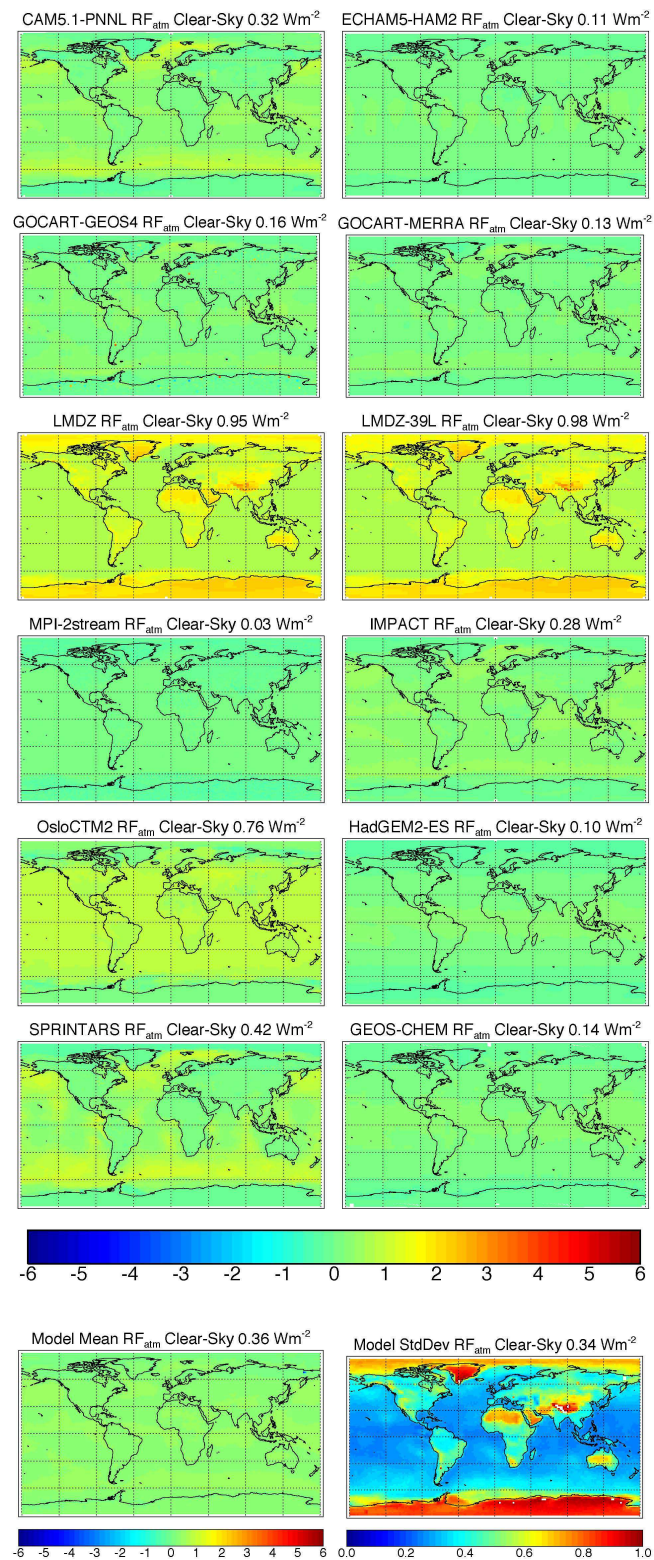 CAM5.1-PNNL RFatm Clear-Sky 0.32 Wm-2
ECHAM5-HAM2 RFatm Clear-Sky 0.11 Wm-2
GOCART-GEOS4 RFatm Clear-Sky 0.16 Wm-2
GOCART-MERRA RFatm Clear-Sky 0.13 Wm-2
LMDZ RFatm Clear-Sky 0.95 Wm-2
LMDZ-39L RFatm Clear-Sky 0.98 Wm-2
MPI-2stream RFatm Clear-Sky 0.03 Wm-2
IMPACT RFatm Clear-Sky 0.28 Wm-2
OsloCTM2 RFatm Clear-Sky 0.76 Wm-2
HadGEM2-ES RFatm Clear-Sky 0.10 Wm-2
SPRINTARS RFatm Clear-Sky 0.42 Wm-2
GEOS-CHEM RFatm Clear-Sky 0.14 Wm-2
-6 -5 -4 -3 -2 -1 0 1 2 3 4 5 6
Model Mean RFatm Clear-Sky 0.36 Wm-2
Model StdDev RFatm Clear-Sky 0.34 Wm-2
-6 -5 -4 -3 -2 -1 0 1 2 3 4 5 6
0.0 0.2 0.4 0.6 0.8 1.0